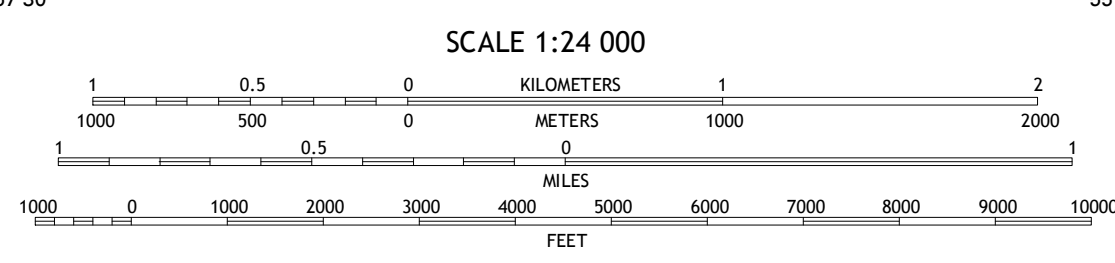 SCALE 1:24 000
1 0.5 0 KILOMETERS 1 2
1000 500 0 METERS 1000 2000
1 0.5 0 1
MILES
1000 0 1000 2000 3000 4000 5000 6000 7000 8000 9000 10000
FEET